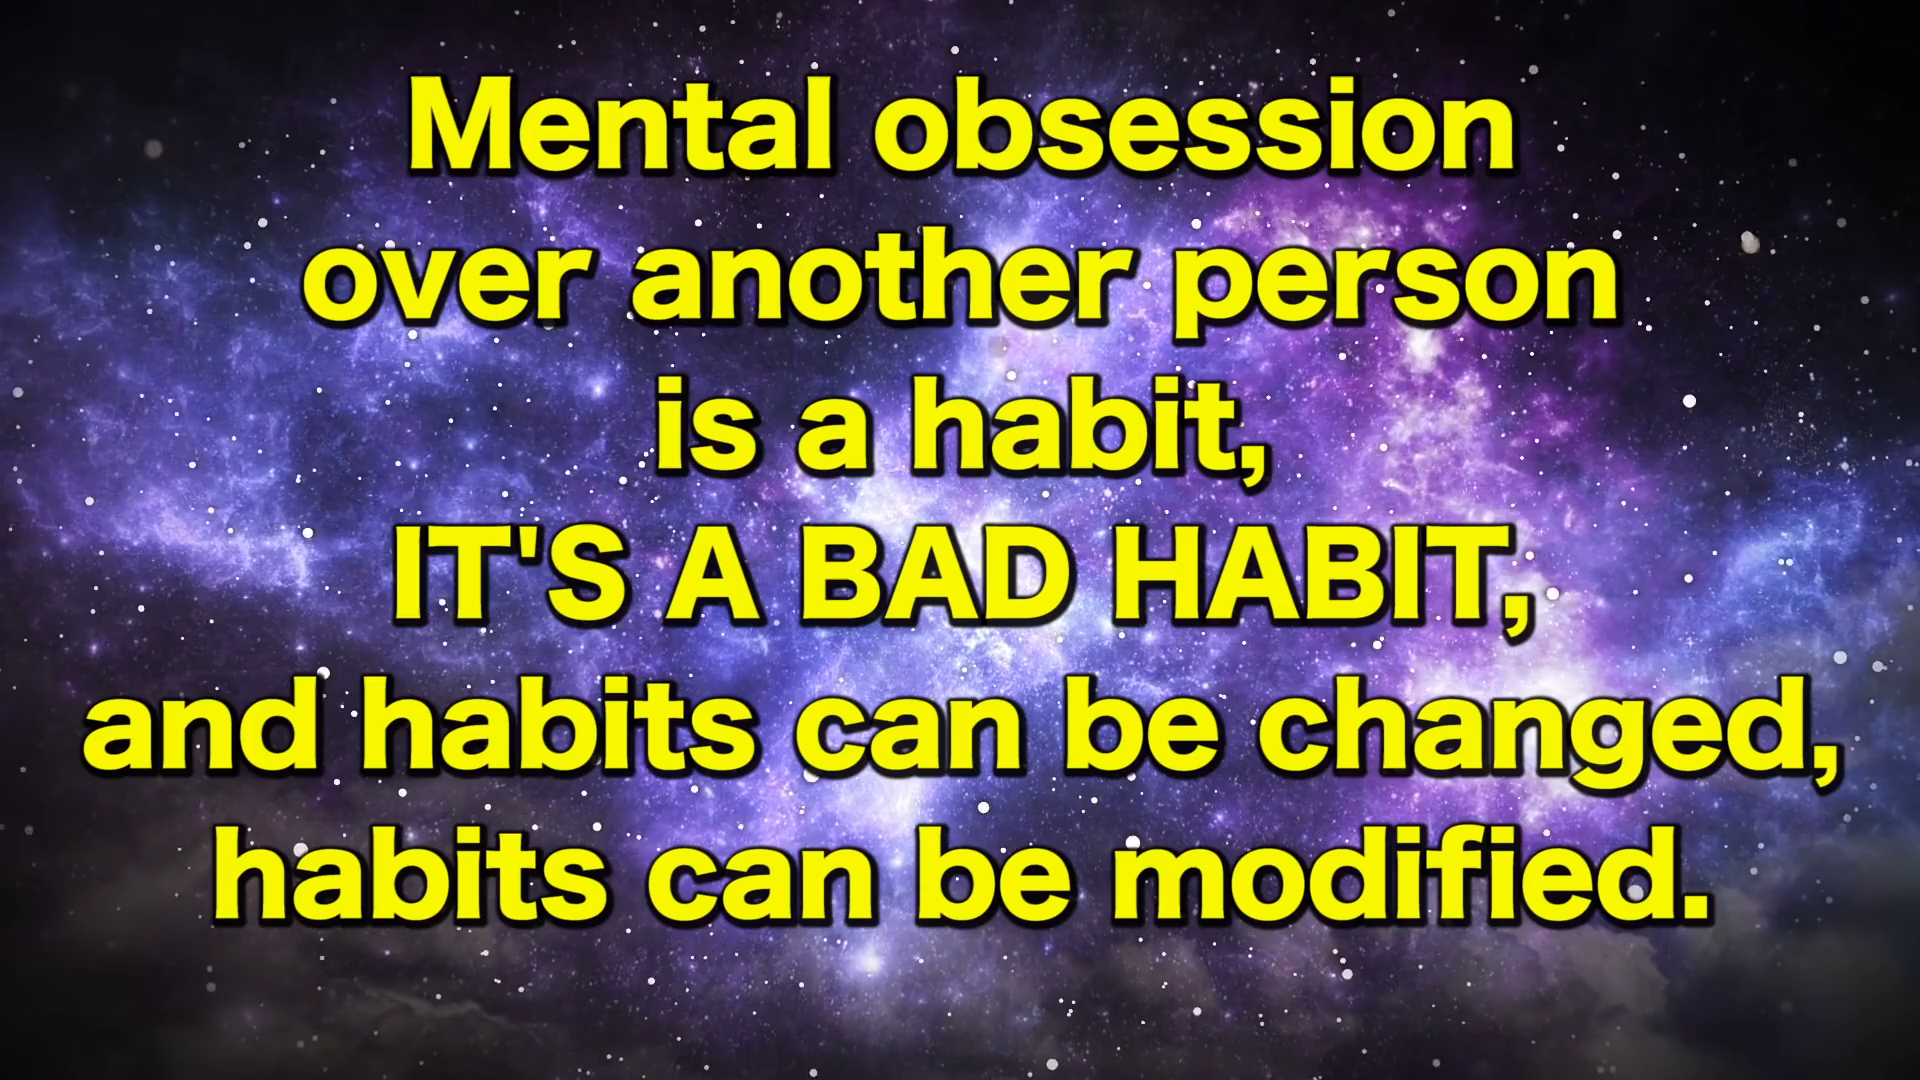 Mental obsession
over another person
is a habit,
IT'S A BAD HABIT,
and habits can be changed,
habits can be modified.